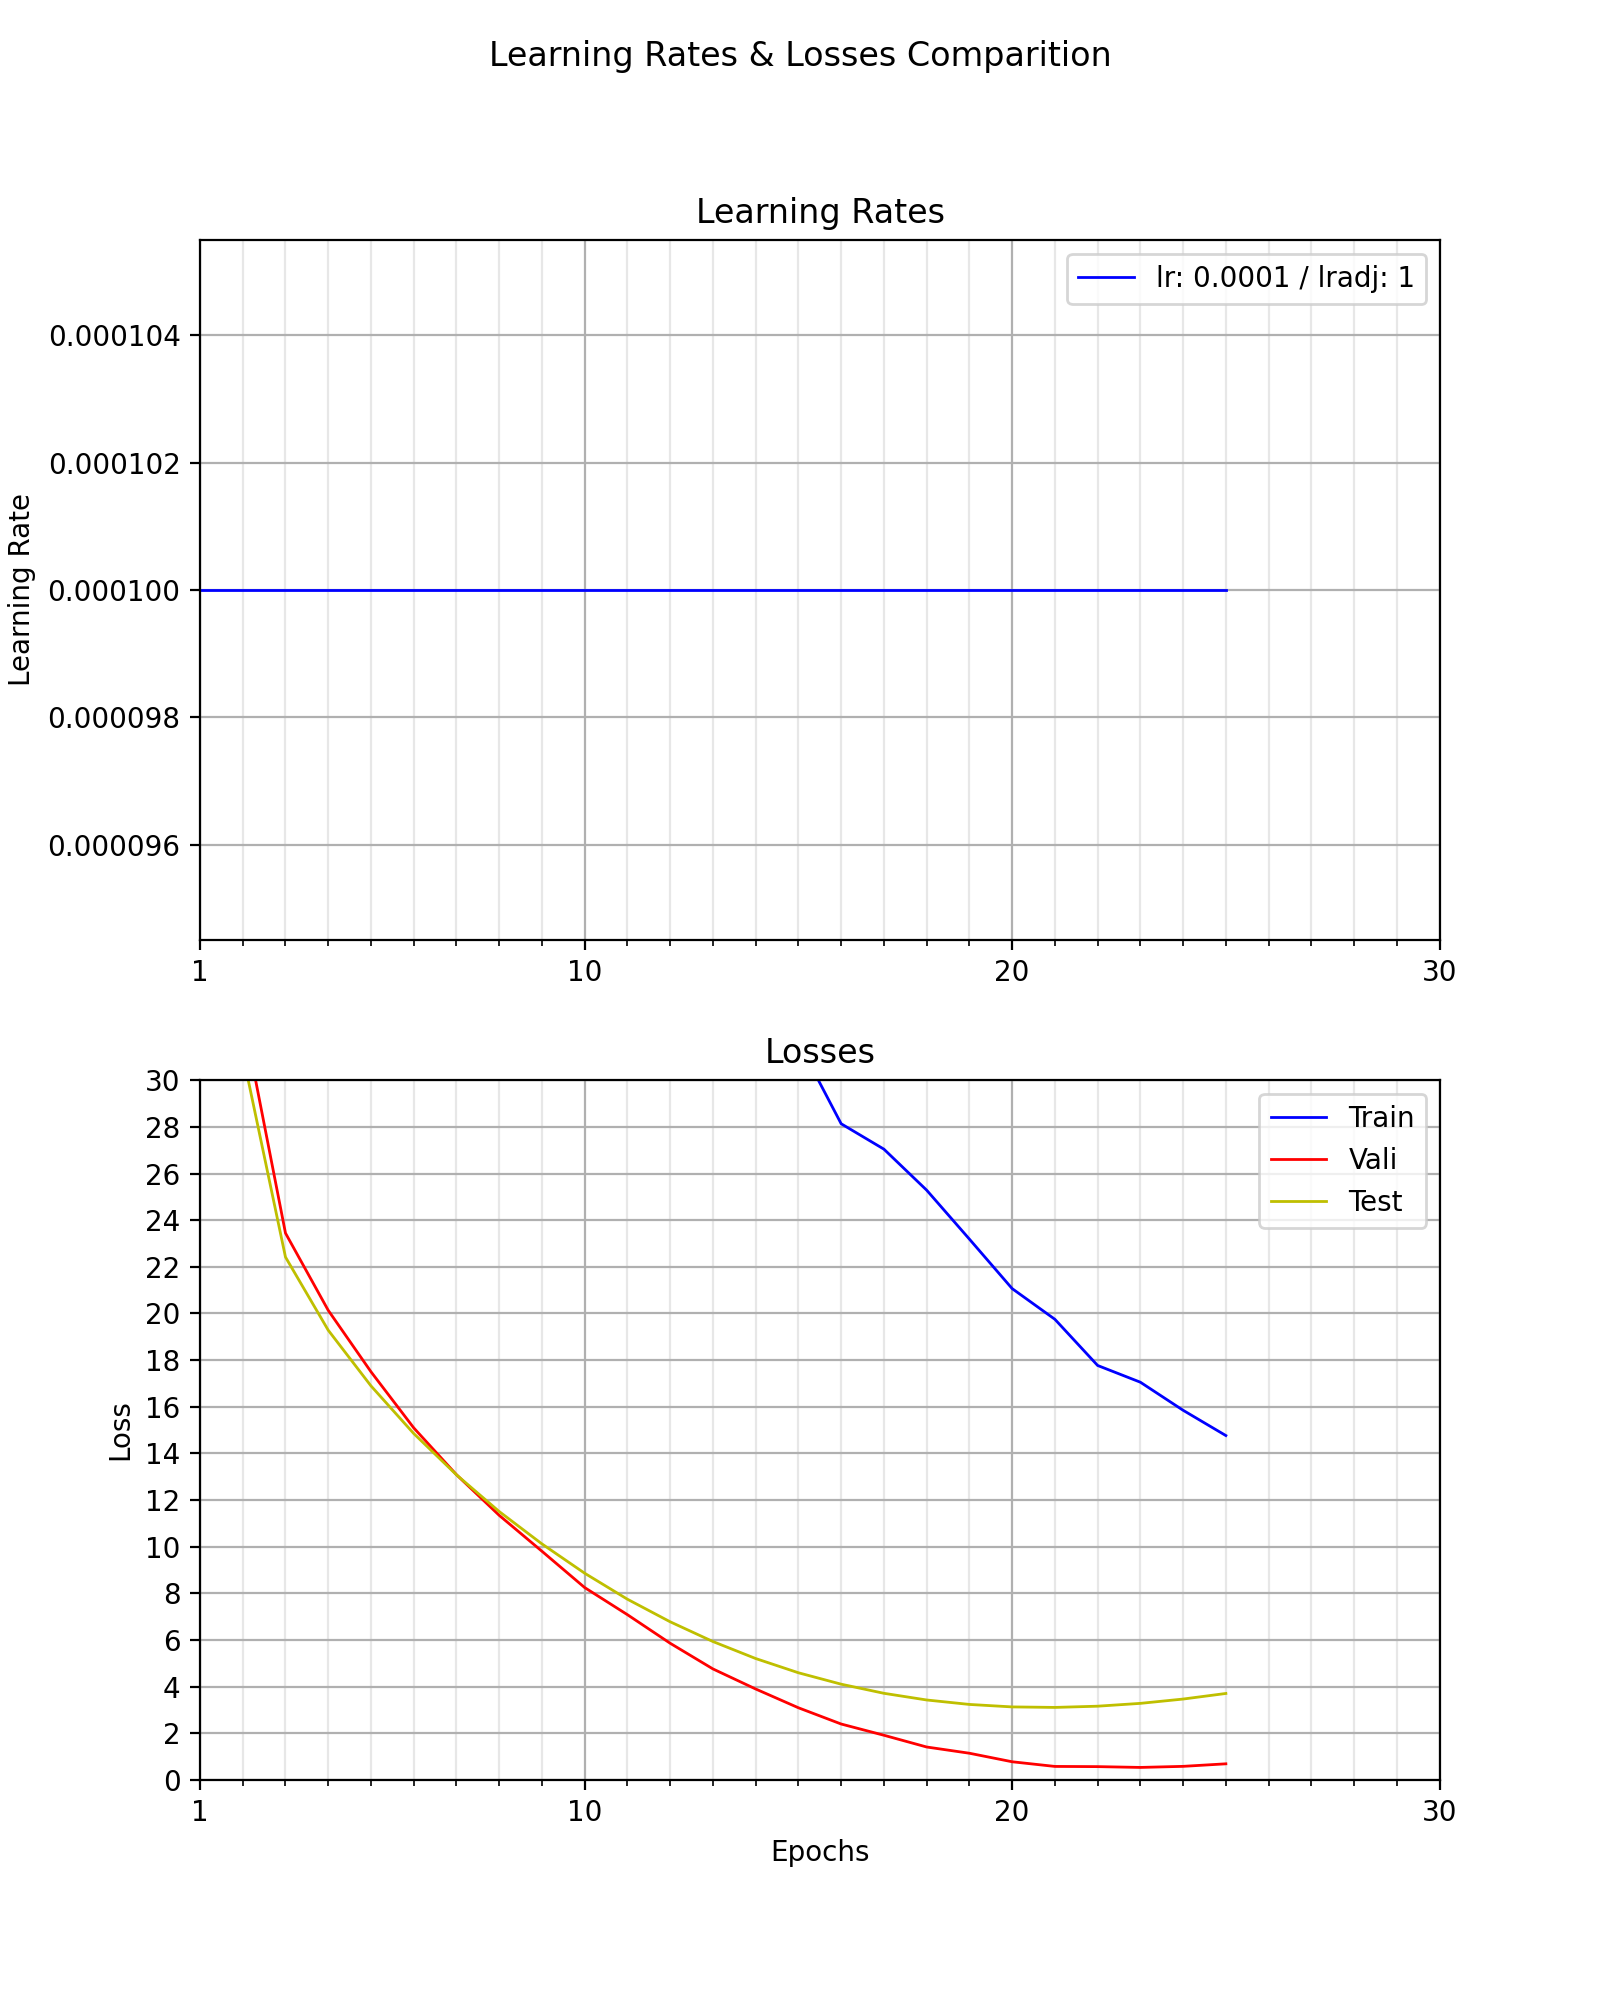 Learning Rates & Losses Comparition
Learning Rates
lr: 0.0001 / lradj: 1
Learning Rate
0.000104
0.000102
0.000100
0.000098
0.000096
1 10 20 30
Losses
Train
Vali
Test
Loss
30
28
26
24
22
20
18
16
14
12
10
8
6
4
2
0
1 10 20 30
Epochs